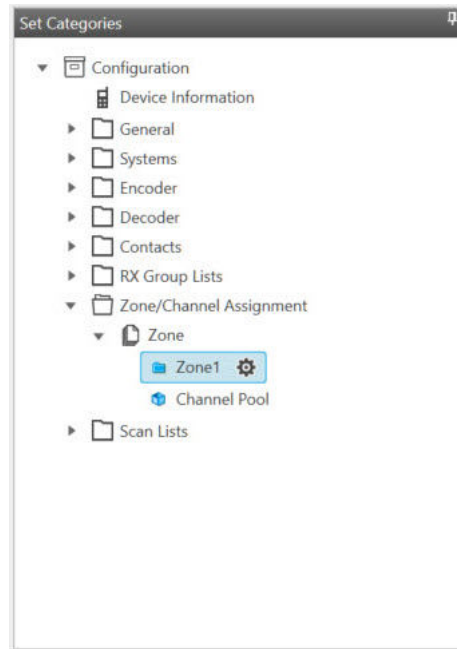 Set Categories
Configuration
Device Information
General
Systems
Encoder
Decoder
Contacts
RX Group Lists
Zone/Channel Assignment
Zone
Zone1
Channel Pool
Scan Lists